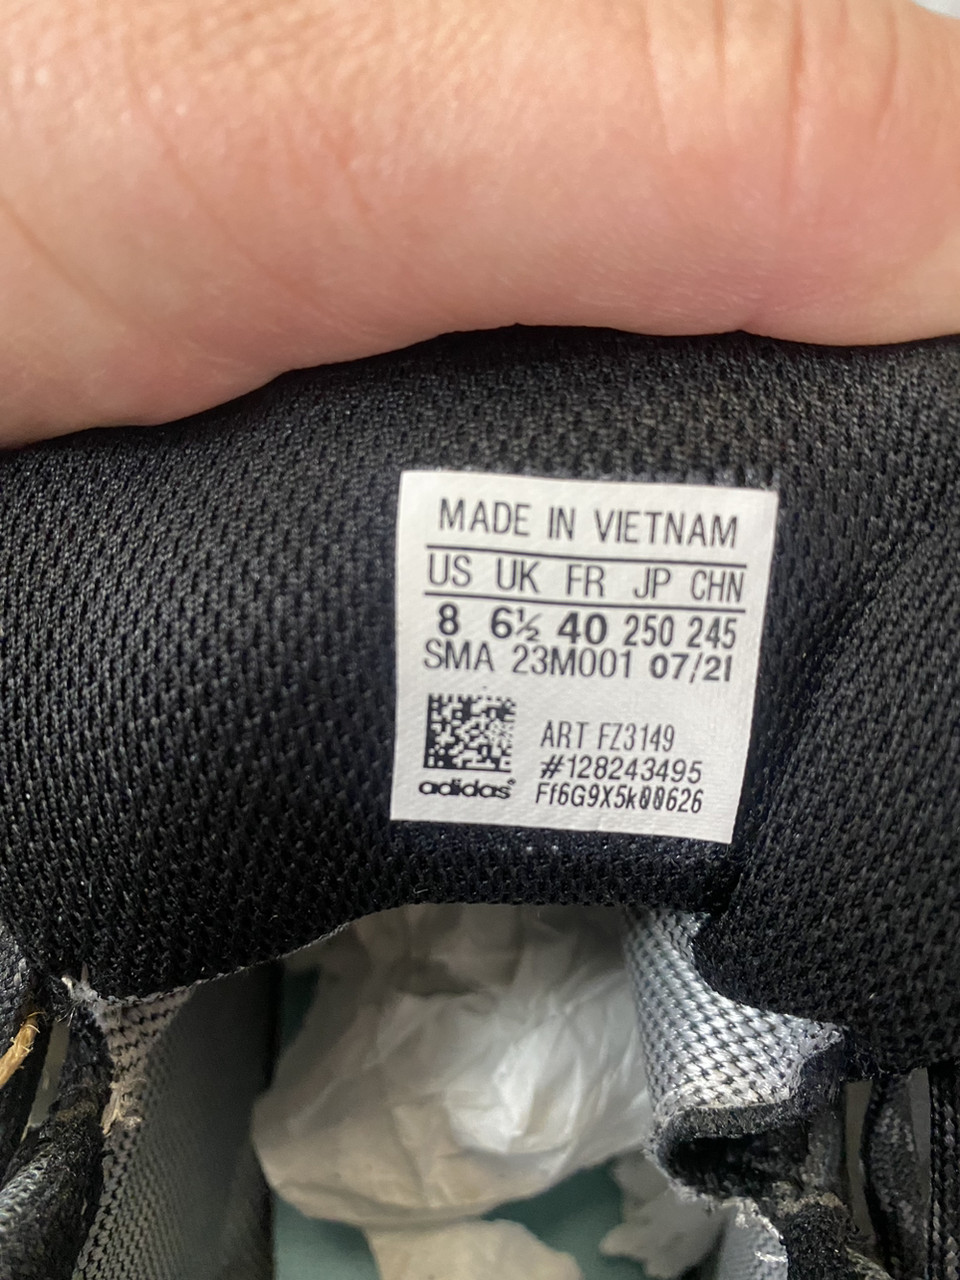 MADE IN VIETNAM
US UK FR JP CHN
8 6½ 40 250 245
SMA 23M001 07/21
ART FZ3149
#128243495
adidas Ff6G9X5k00626